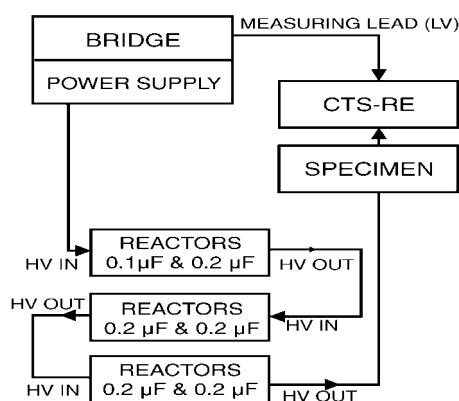 MEASURING LEAD (LV)
BRIDGE
POWER SUPPLY
CTS-RE
SPECIMEN
REACTORS
0.1µF & 0.2 µF
HV IN
HV OUT
HV OUT
REACTORS
0.2 µF & 0.2 µF
HV IN
REACTORS
0.2 µF & 0.2 µF
HV IN
HV OUT